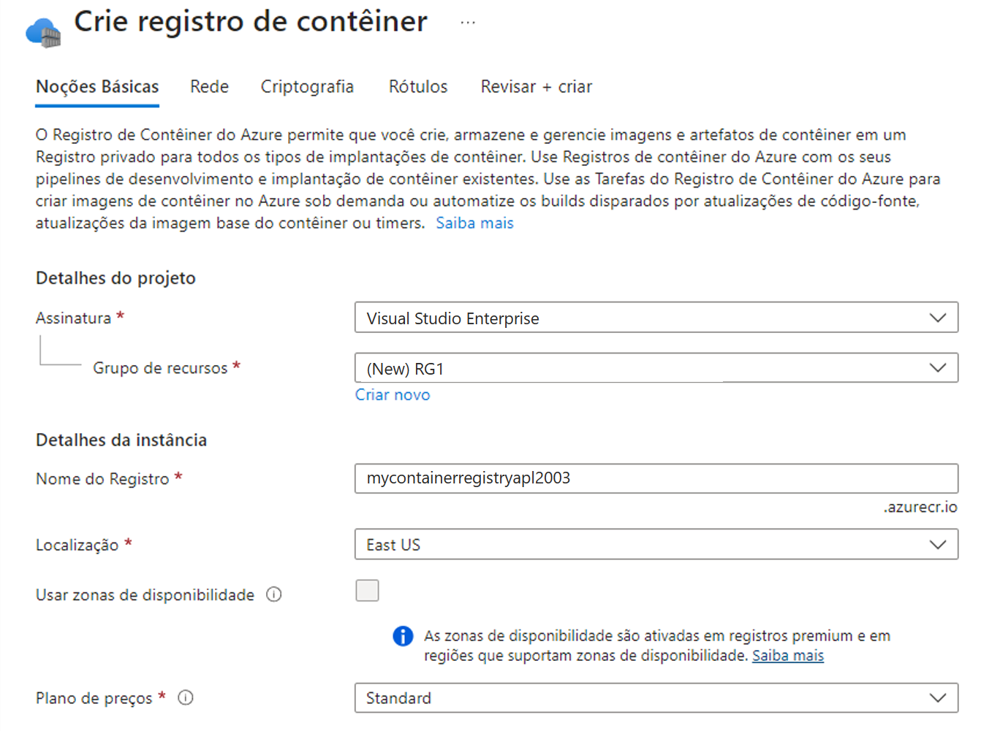 Crie registro de contêiner ...
Noções Básicas Rede Criptografia Rótulos Revisar + criar
O Registro de Contêiner do Azure permite que você crie, armazene e gerencie imagens e artefatos de contêiner em um
Registro privado para todos os tipos de implantações de contêiner. Use Registros de contêiner do Azure com os seus
pipelines de desenvolvimento e implantação de contêiner existentes. Use as Tarefas do Registro de Contêiner do Azure para
criar imagens de contêiner no Azure sob demanda ou automatize os builds disparados por atualizações de código-fonte,
atualizações da imagem base do contêiner ou timers. Saiba mais
Detalhes do projeto
Assinatura * Visual Studio Enterprise
Grupo de recursos * (New) RG1
Criar novo
Detalhes da instância
Nome do Registro * mycontainerregistryapl2003
.azurecr.io
Localização * East US
Usar zonas de disponibilidade
As zonas de disponibilidade são ativadas em registros premium e em
regiões que suportam zonas de disponibilidade. Saiba mais
Plano de preços * Standard